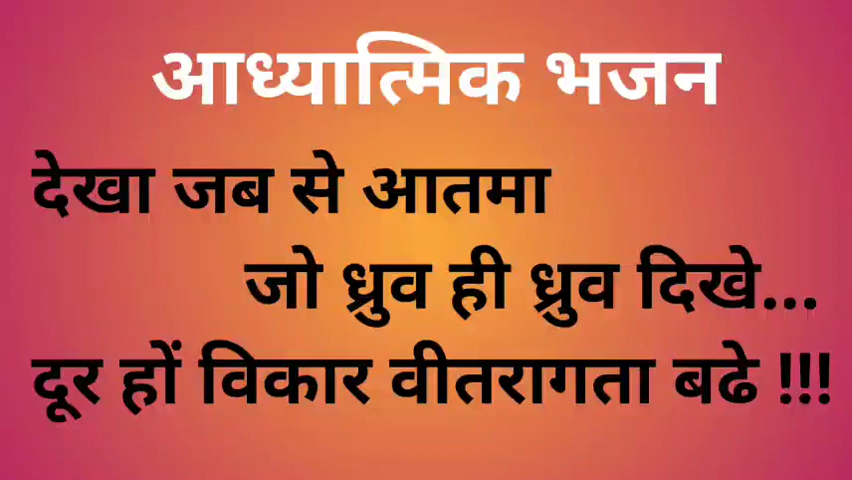 आध्यात्मिक भजन
देखा जब से आतमा
जो ध्रुव ही ध्रुव दिखे...
दूर हों विकार वीतरागता बढे !!!